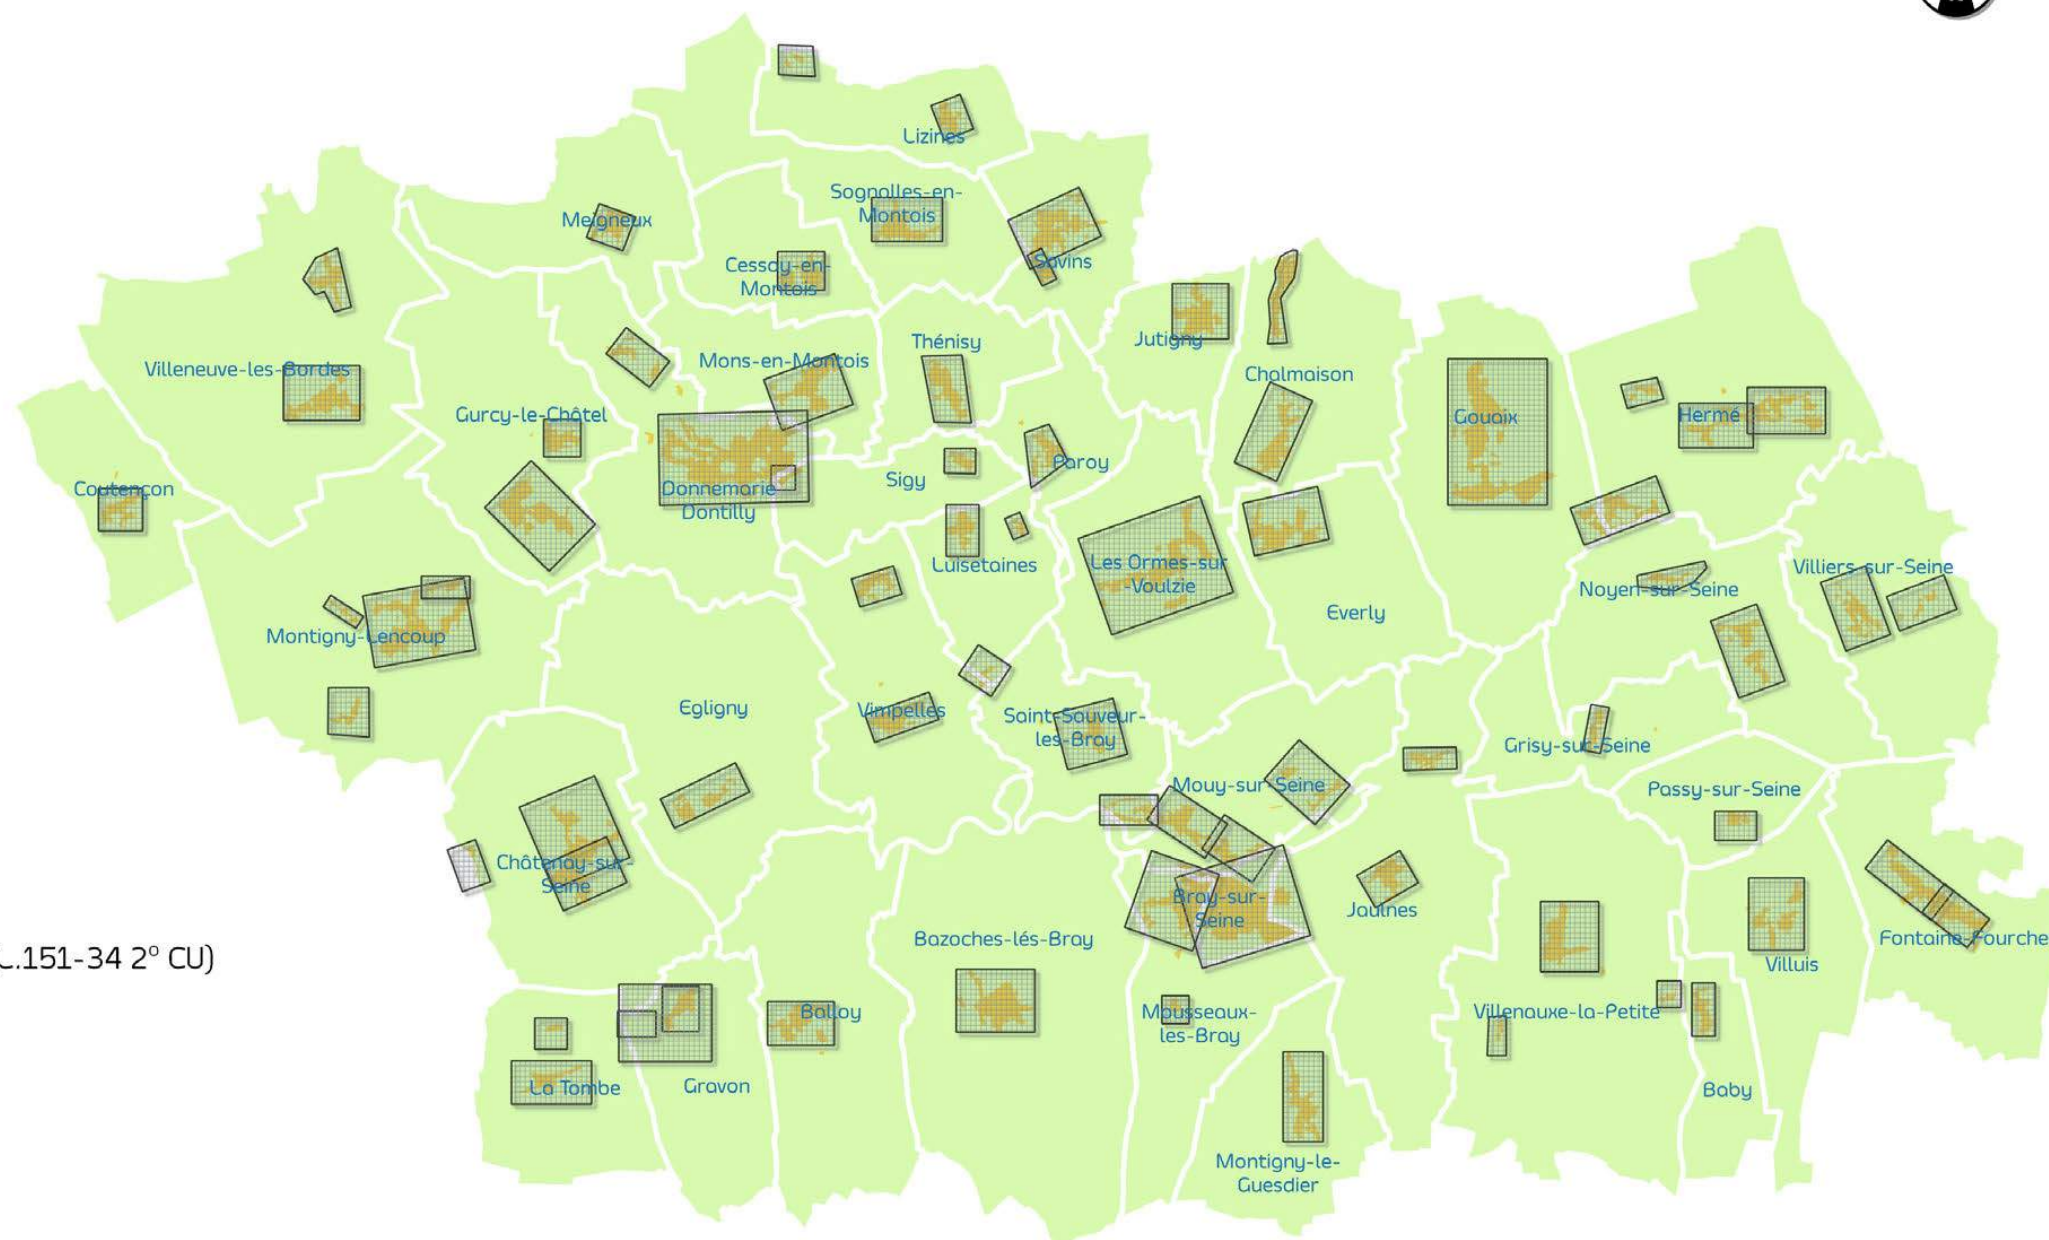 Lizines
Sognolles-en-
Montois
Meigneux
Cessoy-en-
Montois
Savins
Jutigny
Thénisy
Mons-en-Montois
Villeneuve-les-Bordes
Chalmaison
Gurcy-le-Châtel
Gouaix
Hermé
Paroy
Sigy
Coutençon
Donnemarie
Dontilly
Luisetaines
Les Ormes-sur
-Voulzie
Villiers-sur-Seine
Noyen-sur-Seine
Everly
Montigny-Lencoup
Egligny
Vimpelles
Saint-Sauveur-
les-Bray
Grisy-sur-Seine
Mouy-sur-Seine
Passy-sur-Seine
Châtenay-sur-
Seine
Bray-sur-
Seine
Jaulnes
Bazoches-lés-Bray
Fontaine-Fourche
.151-34 2° CU)
Villuis
Balloy
Mousseaux-
les-Bray
Villenauxe-la-Petite
La Tombe
Gravon
Baby
Montigny-le-
Guesdier